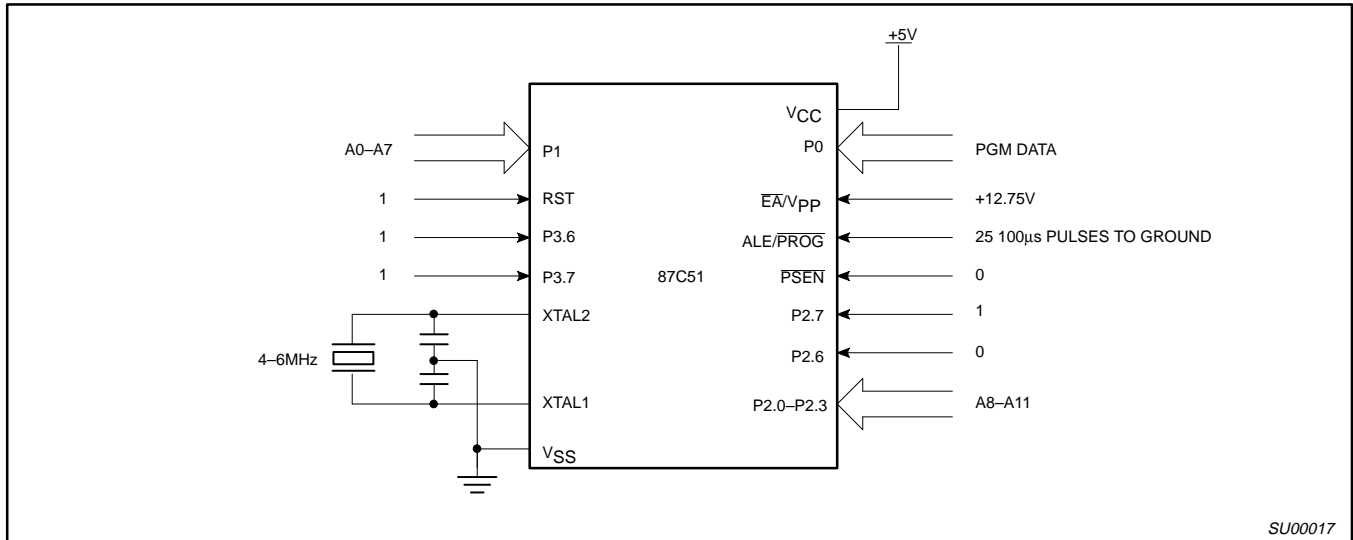 +5V
VCC
A0–A7
P1
P0
PGM DATA
1
RST
EA/VPP
+12.75V
1
P3.6
ALE/PROG
25 100µs PULSES TO GROUND
1
P3.7
87C51
PSEN
0
XTAL2
P2.7
1
4–6MHz
P2.6
0
XTAL1
P2.0–P2.3
A8–A11
VSS
SU00017